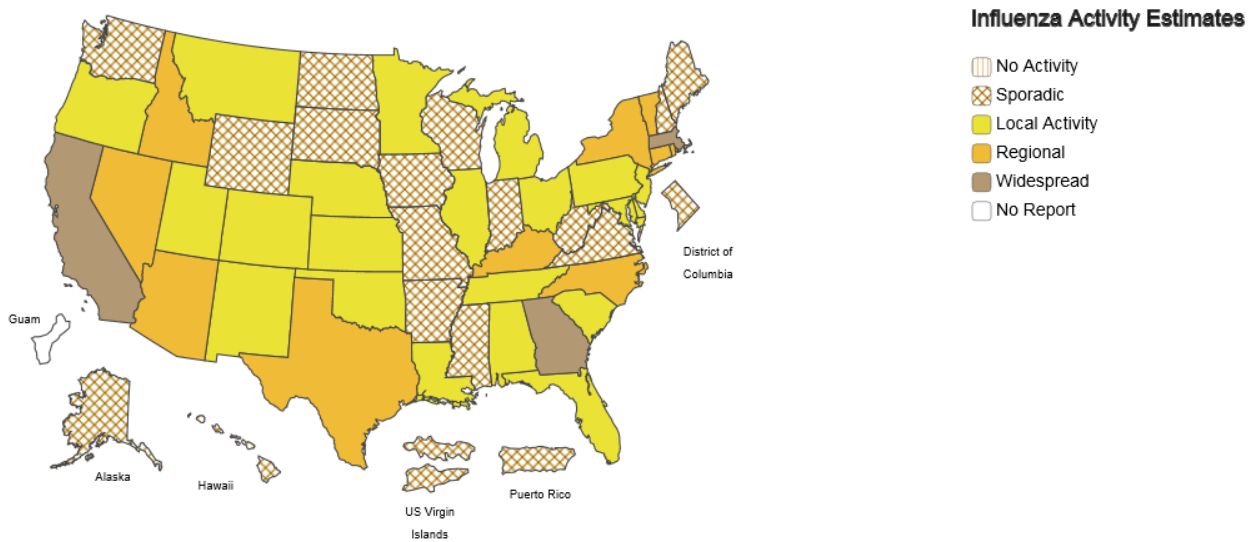 Influenza Activity Estimates
No Activity
Sporadic
Local Activity
Regional
Widespread
No Report
District of
Columbia
Guam
Alaska
Hawaii
US Virgin
Islands
Puerto Rico